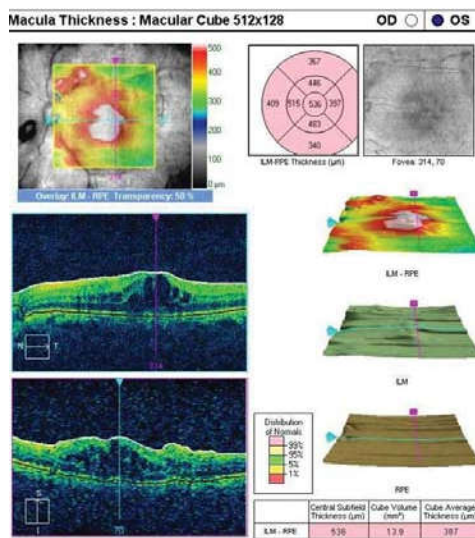 Macula Thickness : Macular Cube 512x128
OD
OS
500
400
300
200
100
0 µm
Overlay: ILM - RPE Transparency: 50 %
367
446
409
515
536
397
483
340
ILM-RPE Thickness (µm)
Fovea: 314, 70
ILM - RPE
N
T
314
ILM
S
I
70
Distribution
of Normals
99%
95%
5%
1%
RPE
Central Subfield
Thickness (µm)
Cube Volume
(mm³)
Cube Average
Thickness (µm)
ILM - RPE
536
13.9
387